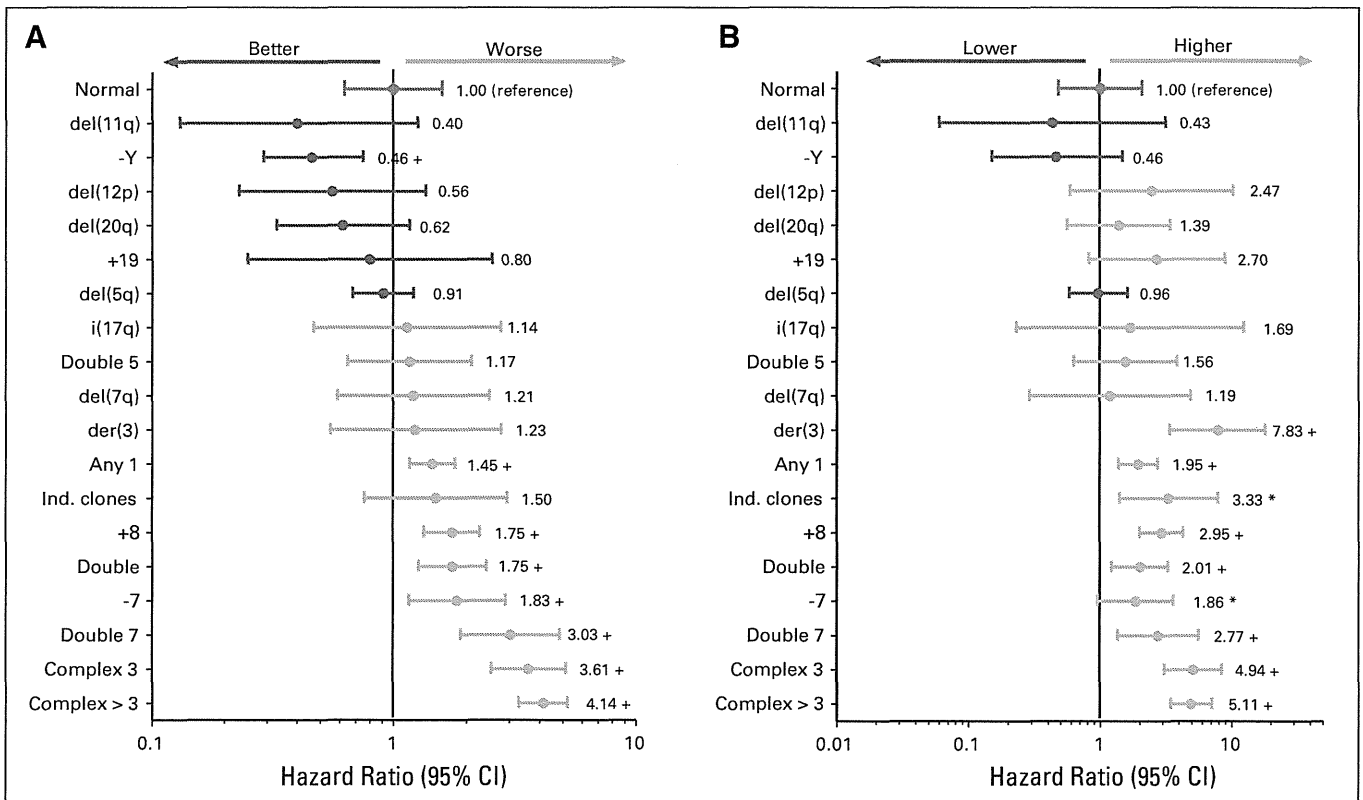 A
Better Worse
Normal 1.00 (reference)
del(11q) 0.40
-Y 0.46 +
del(12p) 0.56
del(20q) 0.62
+19 0.80
del(5q) 0.91
i(17q) 1.14
Double 5 1.17
del(7q) 1.21
der(3) 1.23
Any 1 1.45 +
Ind. clones 1.50
+8 1.75 +
Double 1.75 +
-7 1.83 +
Double 7 3.03 +
Complex 3 3.61 +
Complex > 3 4.14 +
0.1 1 10
Hazard Ratio (95% CI)
B
Lower Higher
Normal 1.00 (reference)
del(11q) 0.43
-Y 0.46
del(12p) 2.47
del(20q) 1.39
+19 2.70
del(5q) 0.96
i(17q) 1.69
Double 5 1.56
del(7q) 1.19
der(3) 7.83 +
Any 1 1.95 +
Ind. clones 3.33 *
+8 2.95 +
Double 2.01 +
-7 1.86 *
Double 7 2.77 +
Complex 3 4.94 +
Complex > 3 5.11 +
0.01 0.1 1 10
Hazard Ratio (95% CI)